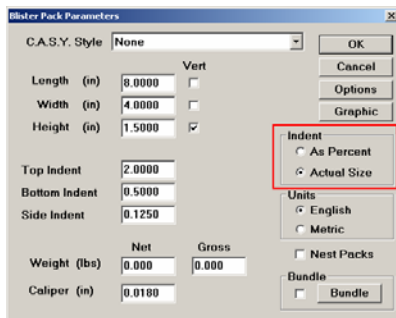 Blister Pack Parameters
C.A.S.Y. Style None OK
Vert Cancel
Length (in) 8.0000 Options
Width (in) 4.0000 Graphic
Height (in) 1.5000
Indent
As Percent
Top Indent 2.0000 Actual Size
Bottom Indent 0.5000 Units
Side Indent 0.1250 English
Metric
Net Gross Nest Packs
Weight (lbs) 0.000 0.000
Bundle
Caliper (in) 0.0180 Bundle